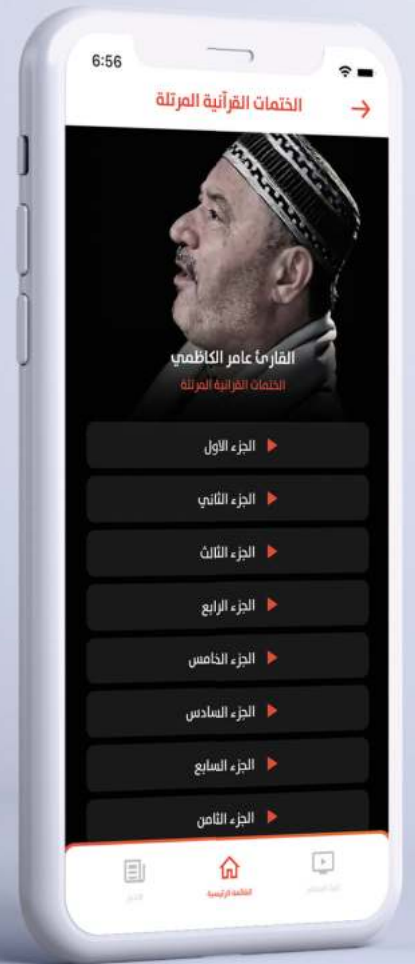 6:56
الختمات القرآنية المرتلة
القارئ عامر الكاظمي
الختمات القرانية المرتلة
الجزء الاول
الجزء الثاني
الجزء الثالث
الجزء الرابع
الجزء الخامس
الجزء السادس
الجزء السابع
الجزء الثامن
القائمة الرئيسية